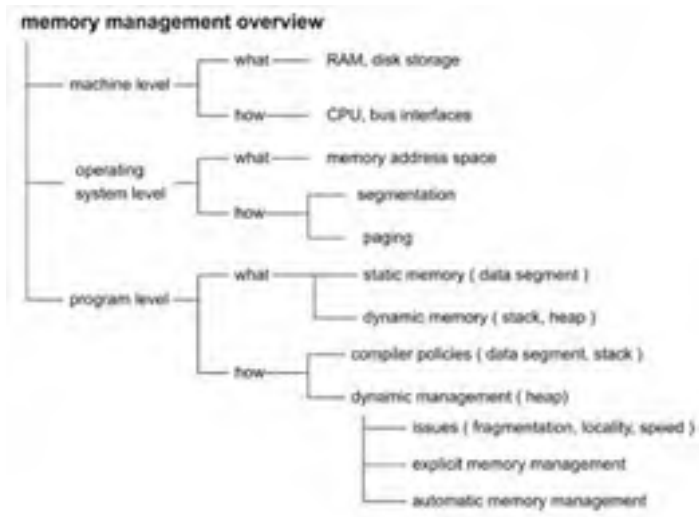 memory management overview
what RAM, disk storage
machine level
how CPU, bus interfaces
what memory address space
operating
system level
segmentation
how
paging
what static memory ( data segment )
program level
dynamic memory ( stack, heap )
compiler policies ( data segment, stack )
how
dynamic management ( heap)
issues ( fragmentation, locality, speed )
explicit memory management
automatic memory management